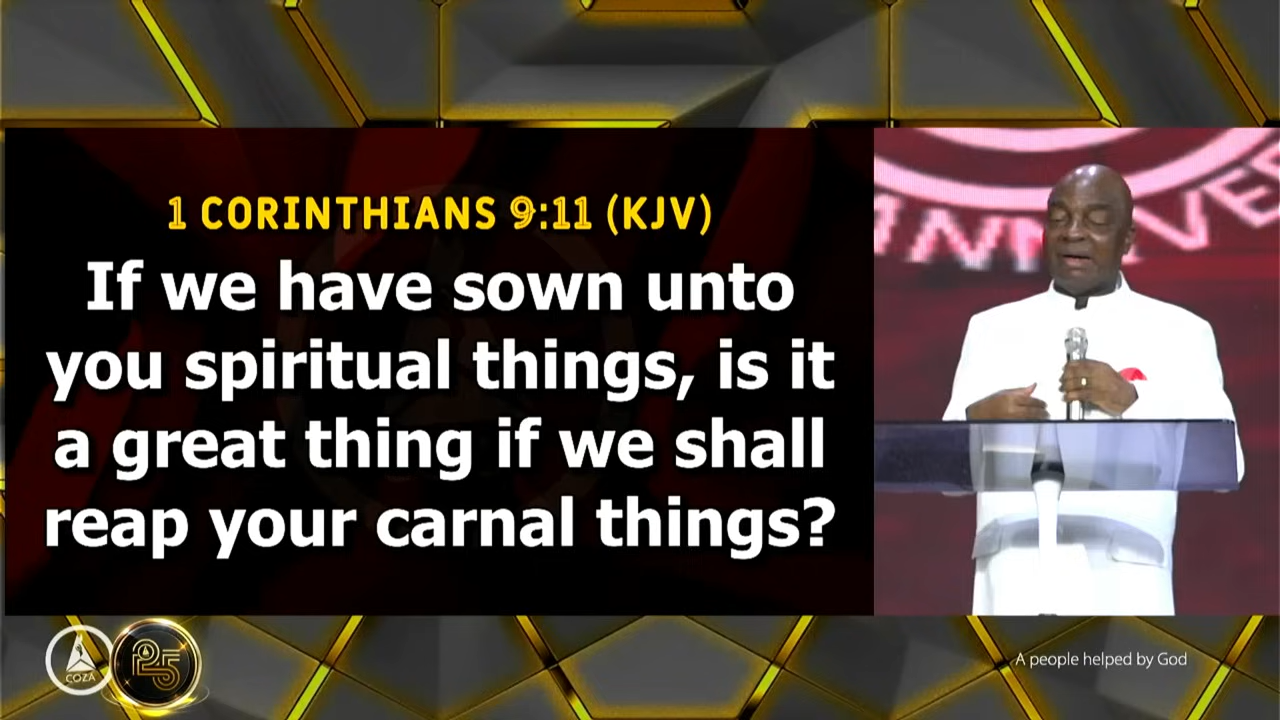 1 CORINTHIANS 9:11 (KJV)
If we have sown unto
you spiritual things, is it
a great thing if we shall
reap your carnal things?
COZA
25
A people helped by God